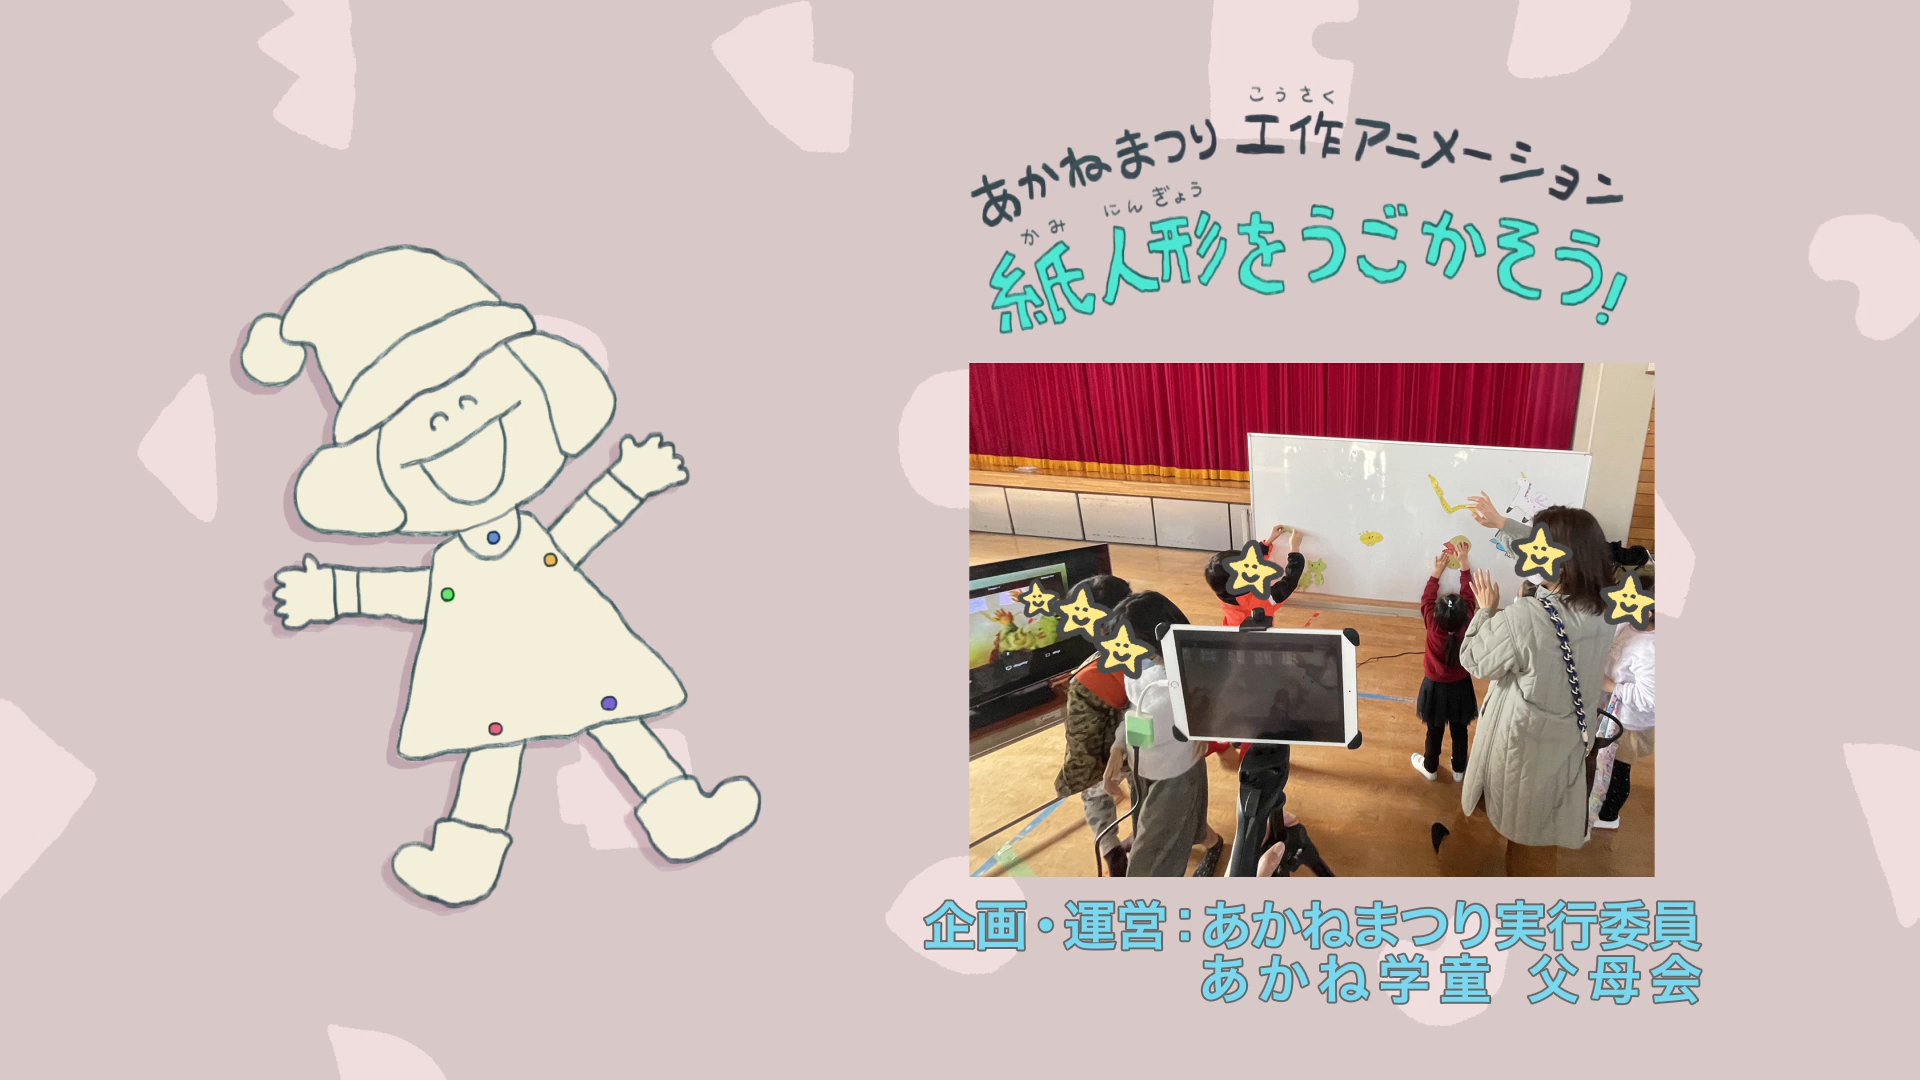 こうさく
あかねまつり 工作アニメーション
かみ にんぎょう
紙人形をうごかそう!
企画・運営：あかねまつり実行委員
あかね学童 父母会